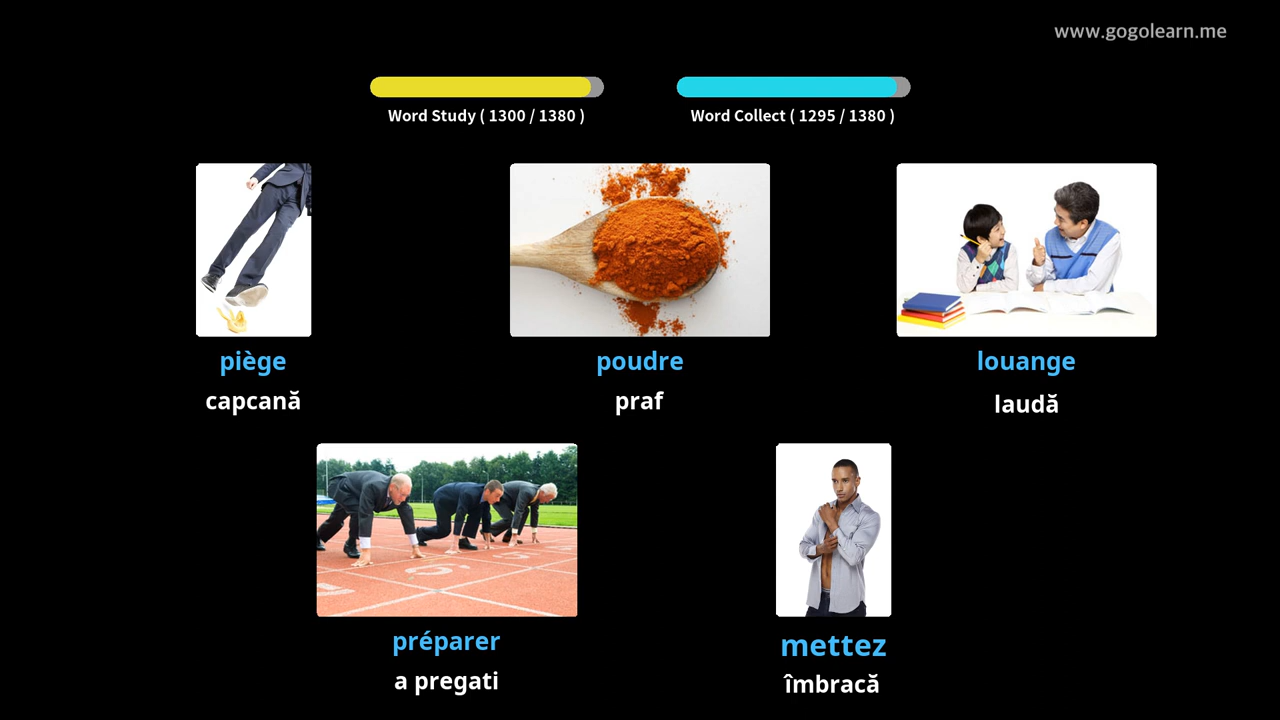 www.gogolearn.me
Word Study ( 1300 / 1380 )
Word Collect ( 1295 / 1380 )
piège
poudre
louange
capcană
praf
laudă
préparer
mettez
a pregati
îmbracă